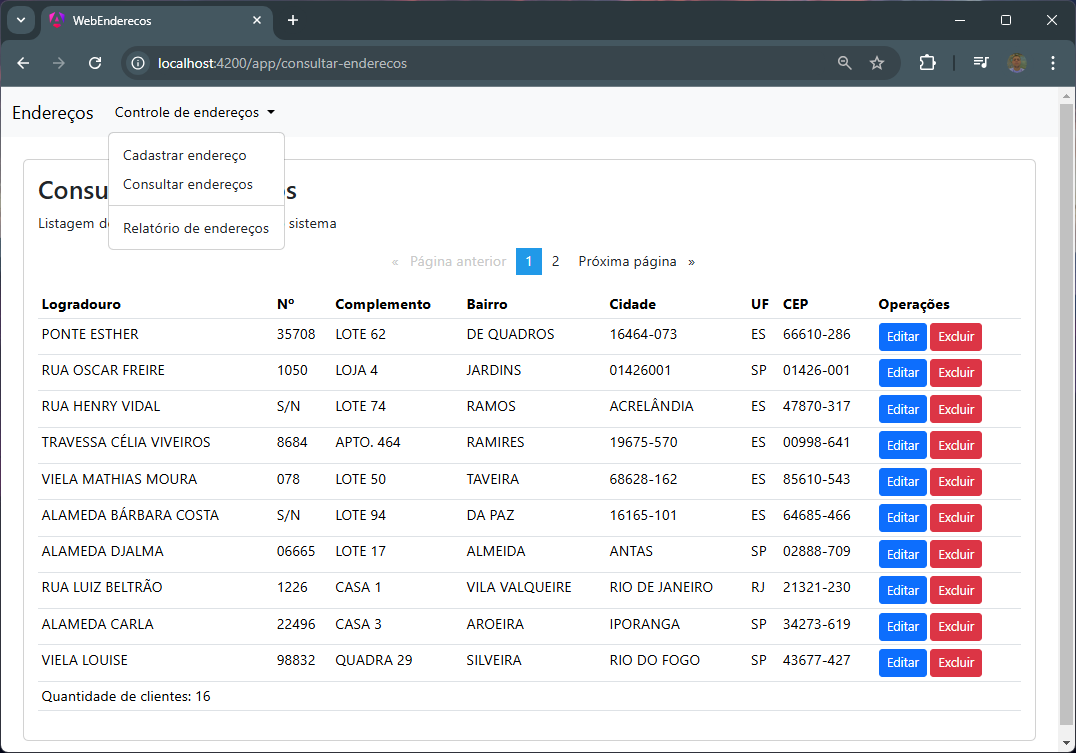 WebEnderecos
localhost:4200/app/consultar-enderecos
Endereços Controle de endereços
Cadastrar endereço
Consultar endereços
Relatório de endereços
Consu s
Listagem d sistema
« Página anterior 1 2 Próxima página »
Logradouro Nº Complemento Bairro Cidade UF CEP Operações
PONTE ESTHER 35708 LOTE 62 DE QUADROS 16464-073 ES 66610-286 Editar Excluir
RUA OSCAR FREIRE 1050 LOJA 4 JARDINS 01426001 SP 01426-001 Editar Excluir
RUA HENRY VIDAL S/N LOTE 74 RAMOS ACRELÂNDIA ES 47870-317 Editar Excluir
TRAVESSA CÉLIA VIVEIROS 8684 APTO. 464 RAMIRES 19675-570 ES 00998-641 Editar Excluir
VIELA MATHIAS MOURA 078 LOTE 50 TAVEIRA 68628-162 ES 85610-543 Editar Excluir
ALAMEDA BÁRBARA COSTA S/N LOTE 94 DA PAZ 16165-101 ES 64685-466 Editar Excluir
ALAMEDA DJALMA 06665 LOTE 17 ALMEIDA ANTAS SP 02888-709 Editar Excluir
RUA LUIZ BELTRÃO 1226 CASA 1 VILA VALQUEIRE RIO DE JANEIRO RJ 21321-230 Editar Excluir
ALAMEDA CARLA 22496 CASA 3 AROEIRA IPORANGA SP 34273-619 Editar Excluir
VIELA LOUISE 98832 QUADRA 29 SILVEIRA RIO DO FOGO SP 43677-427 Editar Excluir
Quantidade de clientes: 16